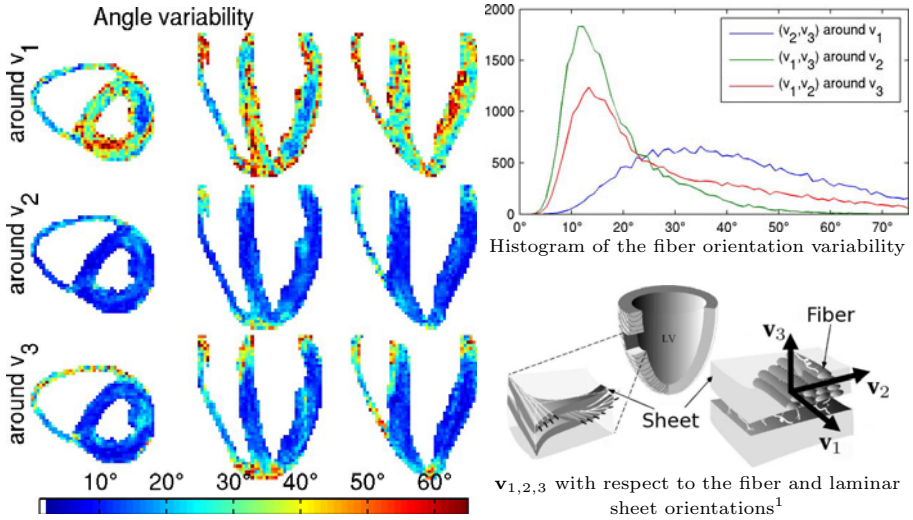 Angle variability
around v1
around v2
around v3
10° 20° 30° 40° 50° 60°
2000
1500
1000
500
0
0 10° 20° 30° 40° 50° 60° 70°
(v2,v3) around v1
(v1,v3) around v2
(v1,v2) around v3
Histogram of the fiber orientation variability
LV
Sheet
Fiber
v3
v2
v1
v1,2,3 with respect to the fiber and laminar
sheet orientations1